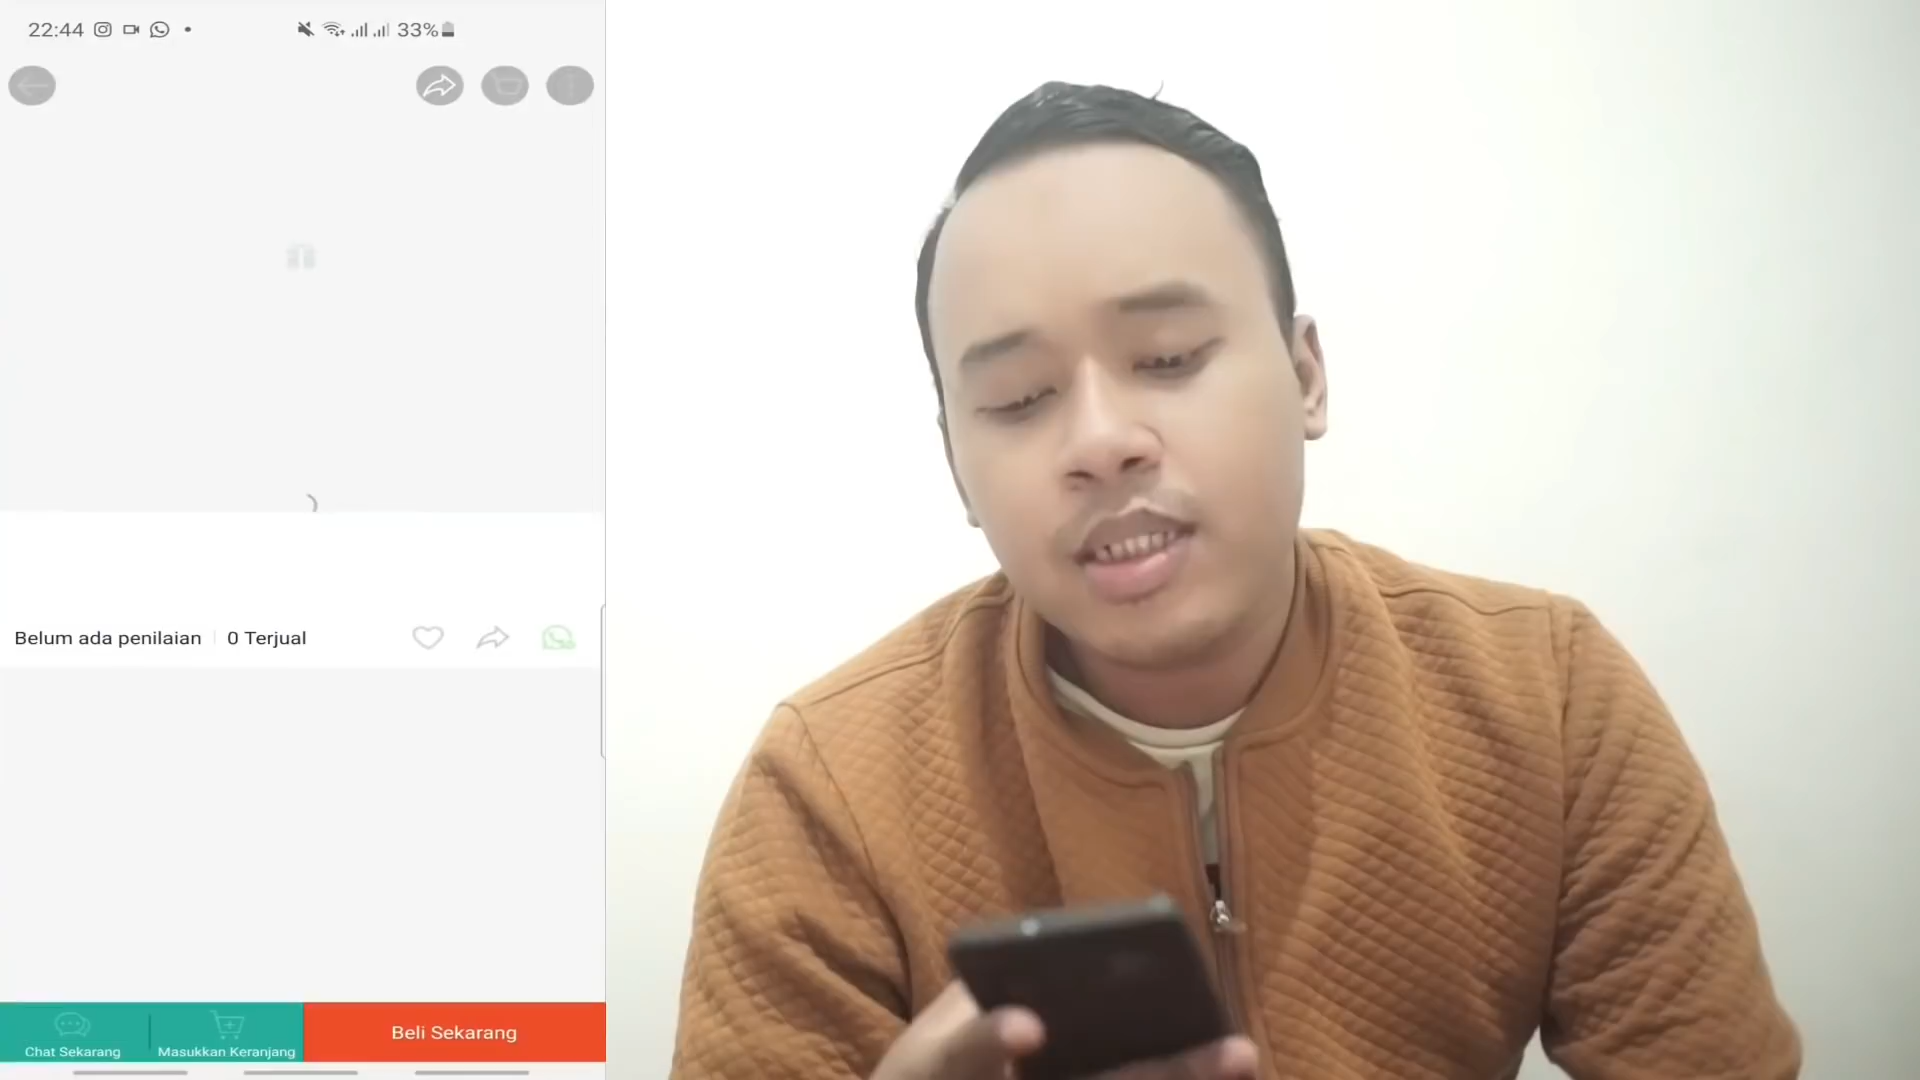 22:44 33%
Belum ada penilaian 0 Terjual
Chat Sekarang Masukkan Keranjang Beli Sekarang